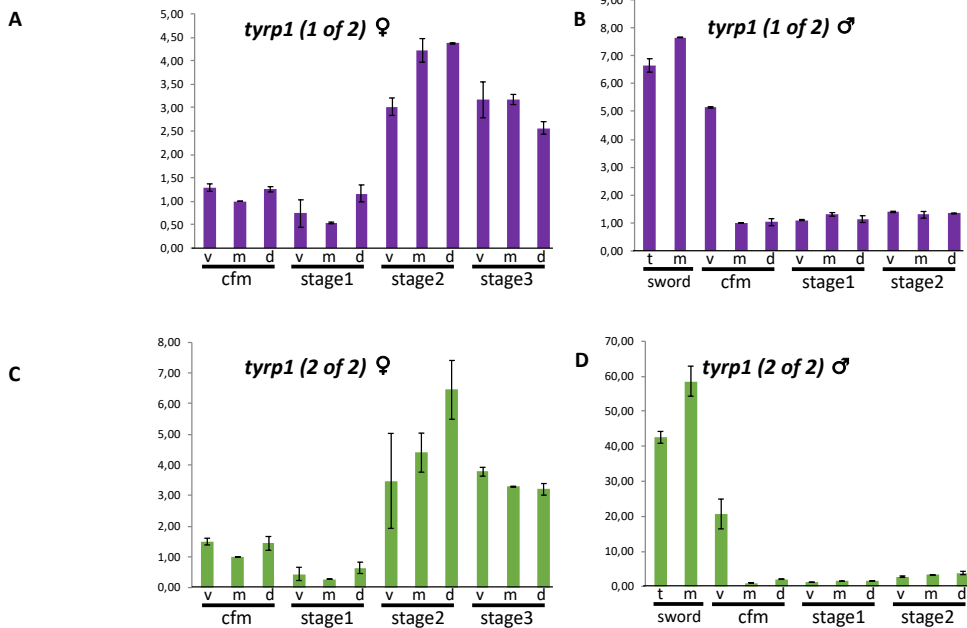 A
tyrp1 (1 of 2) ♀
5,00
4,50
4,00
3,50
3,00
2,50
2,00
1,50
1,00
0,50
0,00
v m d v m d v m d v m d
cfm stage1 stage2 stage3
B
tyrp1 (1 of 2) ♂
9,00
8,00
7,00
6,00
5,00
4,00
3,00
2,00
1,00
0,00
t m v m d v m d v m d
sword cfm stage1 stage2
C
tyrp1 (2 of 2) ♀
8,00
7,00
6,00
5,00
4,00
3,00
2,00
1,00
0,00
v m d v m d v m d v m d
cfm stage1 stage2 stage3
D
tyrp1 (2 of 2) ♂
70,00
60,00
50,00
40,00
30,00
20,00
10,00
0,00
t m v m d v m d v m d
sword cfm stage1 stage2